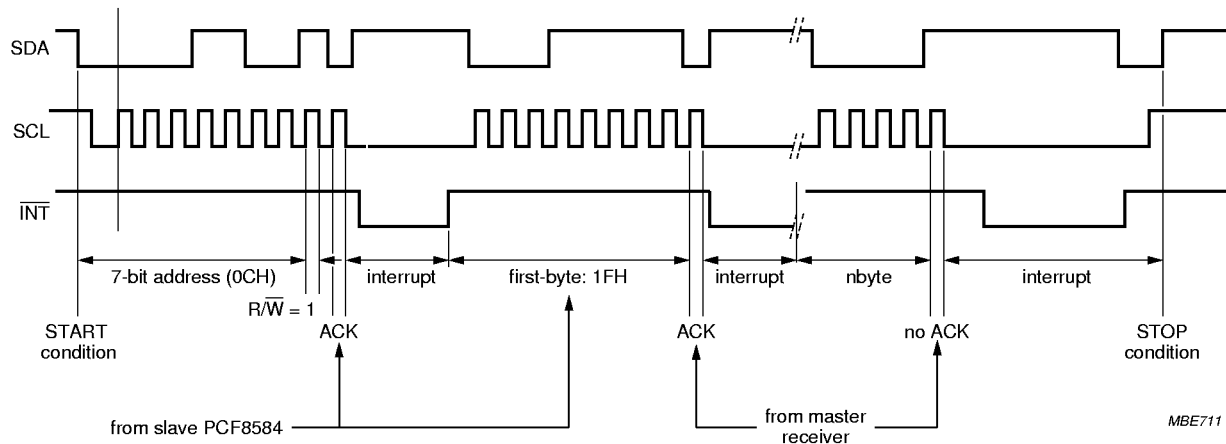 SDA
SCL
INT
7-bit address (0CH)
interrupt
first-byte: 1FH
interrupt
nbyte
interrupt
R/W = 1
START
condition
ACK
ACK
no ACK
STOP
condition
from slave PCF8584
from master
receiver
MBE711